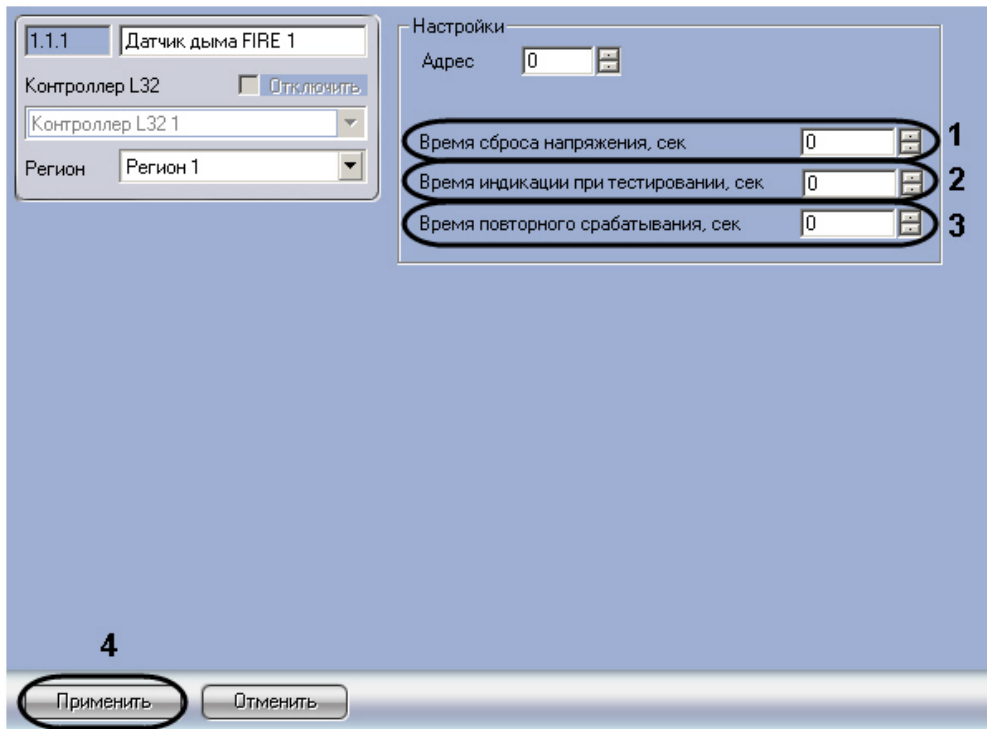 1.1.1 Датчик дыма FIRE 1
Контроллер L32 Отключить
Контроллер L32 1
Регион Регион 1
Настройки
Адрес 0
Время сброса напряжения, сек 0 1
Время индикации при тестировании, сек 0 2
Время повторного срабатывания, сек 0 3
4
Применить Отменить